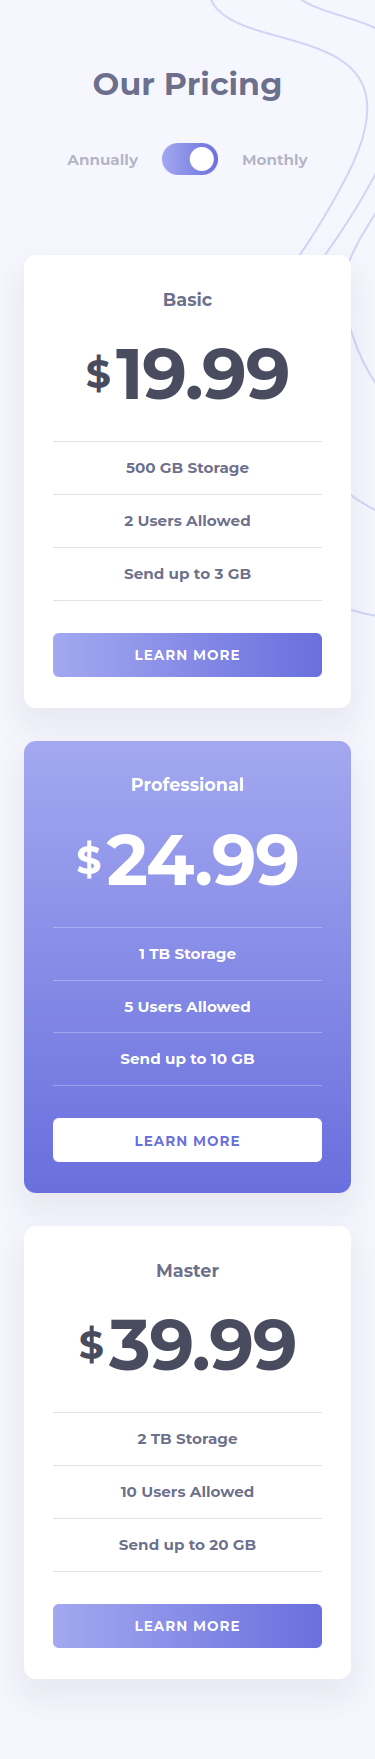 Our Pricing
Annually Monthly
Basic
$19.99
500 GB Storage
2 Users Allowed
Send up to 3 GB
LEARN MORE
Professional
$24.99
1 TB Storage
5 Users Allowed
Send up to 10 GB
LEARN MORE
Master
$39.99
2 TB Storage
10 Users Allowed
Send up to 20 GB
LEARN MORE